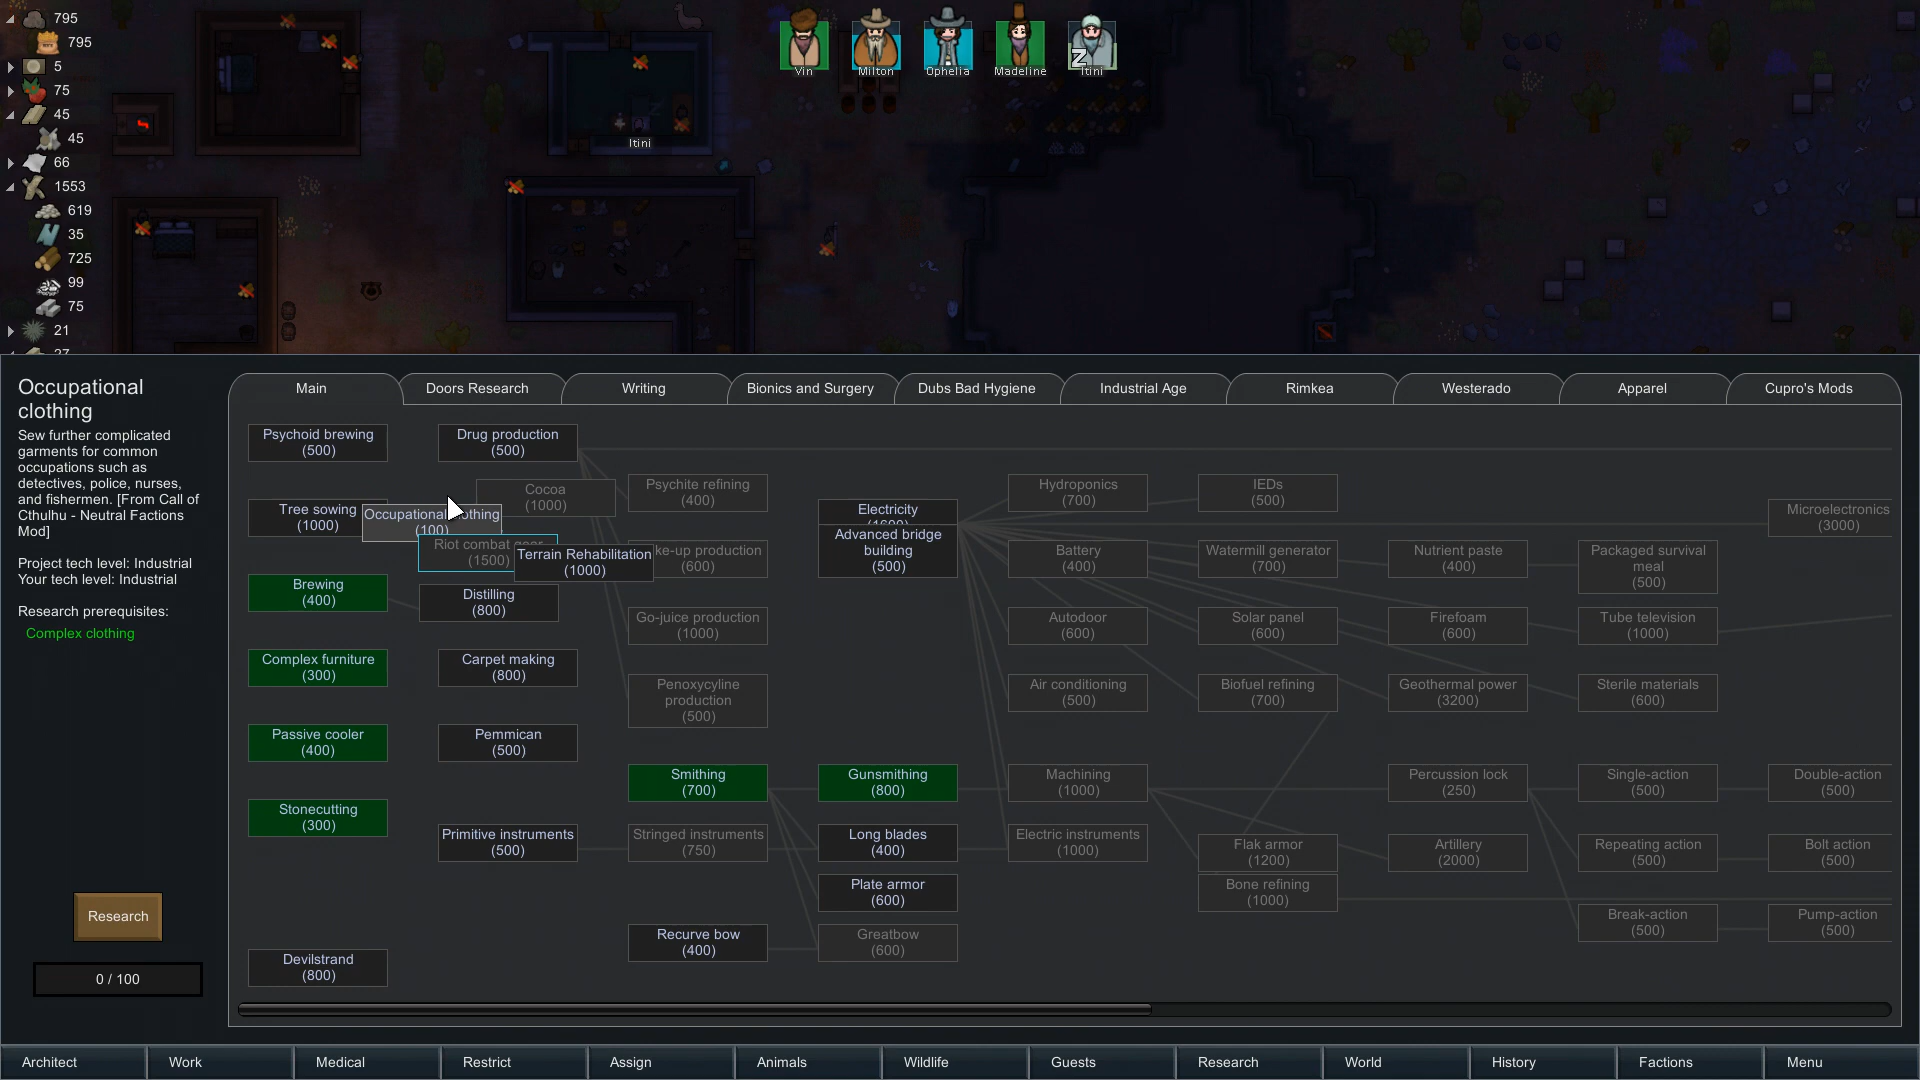 795
795
5
75
45
45
66
1553
619
35
725
99
75
21
27
Vin
Milton
Ophelia
Madeline
Z
Itini
Itini
Occupational
clothing
Sew further complicated
garments for common
occupations such as
detectives, police, nurses,
and fishermen. [From Call of
Cthulhu - Neutral Factions
Mod]
Project tech level: Industrial
Your tech level: Industrial
Research prerequisites:
Complex clothing
Research
0 / 100
Main
Doors Research
Writing
Bionics and Surgery
Dubs Bad Hygiene
Industrial Age
Rimkea
Westerado
Apparel
Cupro's Mods
Psychoid brewing
(500)
Drug production
(500)
Cocoa
(1000)
Psychite refining
(400)
Electricity
(1600)
Hydroponics
(700)
IEDs
(500)
Microelectronics
(3000)
Tree sowing
(1000)
Occupational clothing
(100)
Riot combat gear
(1500)
Terrain Rehabilitation
(1000)
ke-up production
(600)
Advanced bridge
building
(500)
Battery
(400)
Watermill generator
(700)
Nutrient paste
(400)
Packaged survival
meal
(500)
Brewing
(400)
Distilling
(800)
Go-juice production
(1000)
Autodoor
(600)
Solar panel
(600)
Firefoam
(600)
Tube television
(1000)
Complex furniture
(300)
Carpet making
(800)
Penoxycyline
production
(500)
Air conditioning
(500)
Biofuel refining
(700)
Geothermal power
(3200)
Sterile materials
(600)
Passive cooler
(400)
Pemmican
(500)
Smithing
(700)
Gunsmithing
(800)
Machining
(1000)
Percussion lock
(250)
Single-action
(500)
Double-action
(500)
Stonecutting
(300)
Primitive instruments
(500)
Stringed instruments
(750)
Long blades
(400)
Electric instruments
(1000)
Flak armor
(1200)
Artillery
(2000)
Repeating action
(500)
Bolt action
(500)
Plate armor
(600)
Bone refining
(1000)
Recurve bow
(400)
Greatbow
(600)
Break-action
(500)
Pump-action
(500)
Devilstrand
(800)
Architect
Work
Medical
Restrict
Assign
Animals
Wildlife
Guests
Research
World
History
Factions
Menu